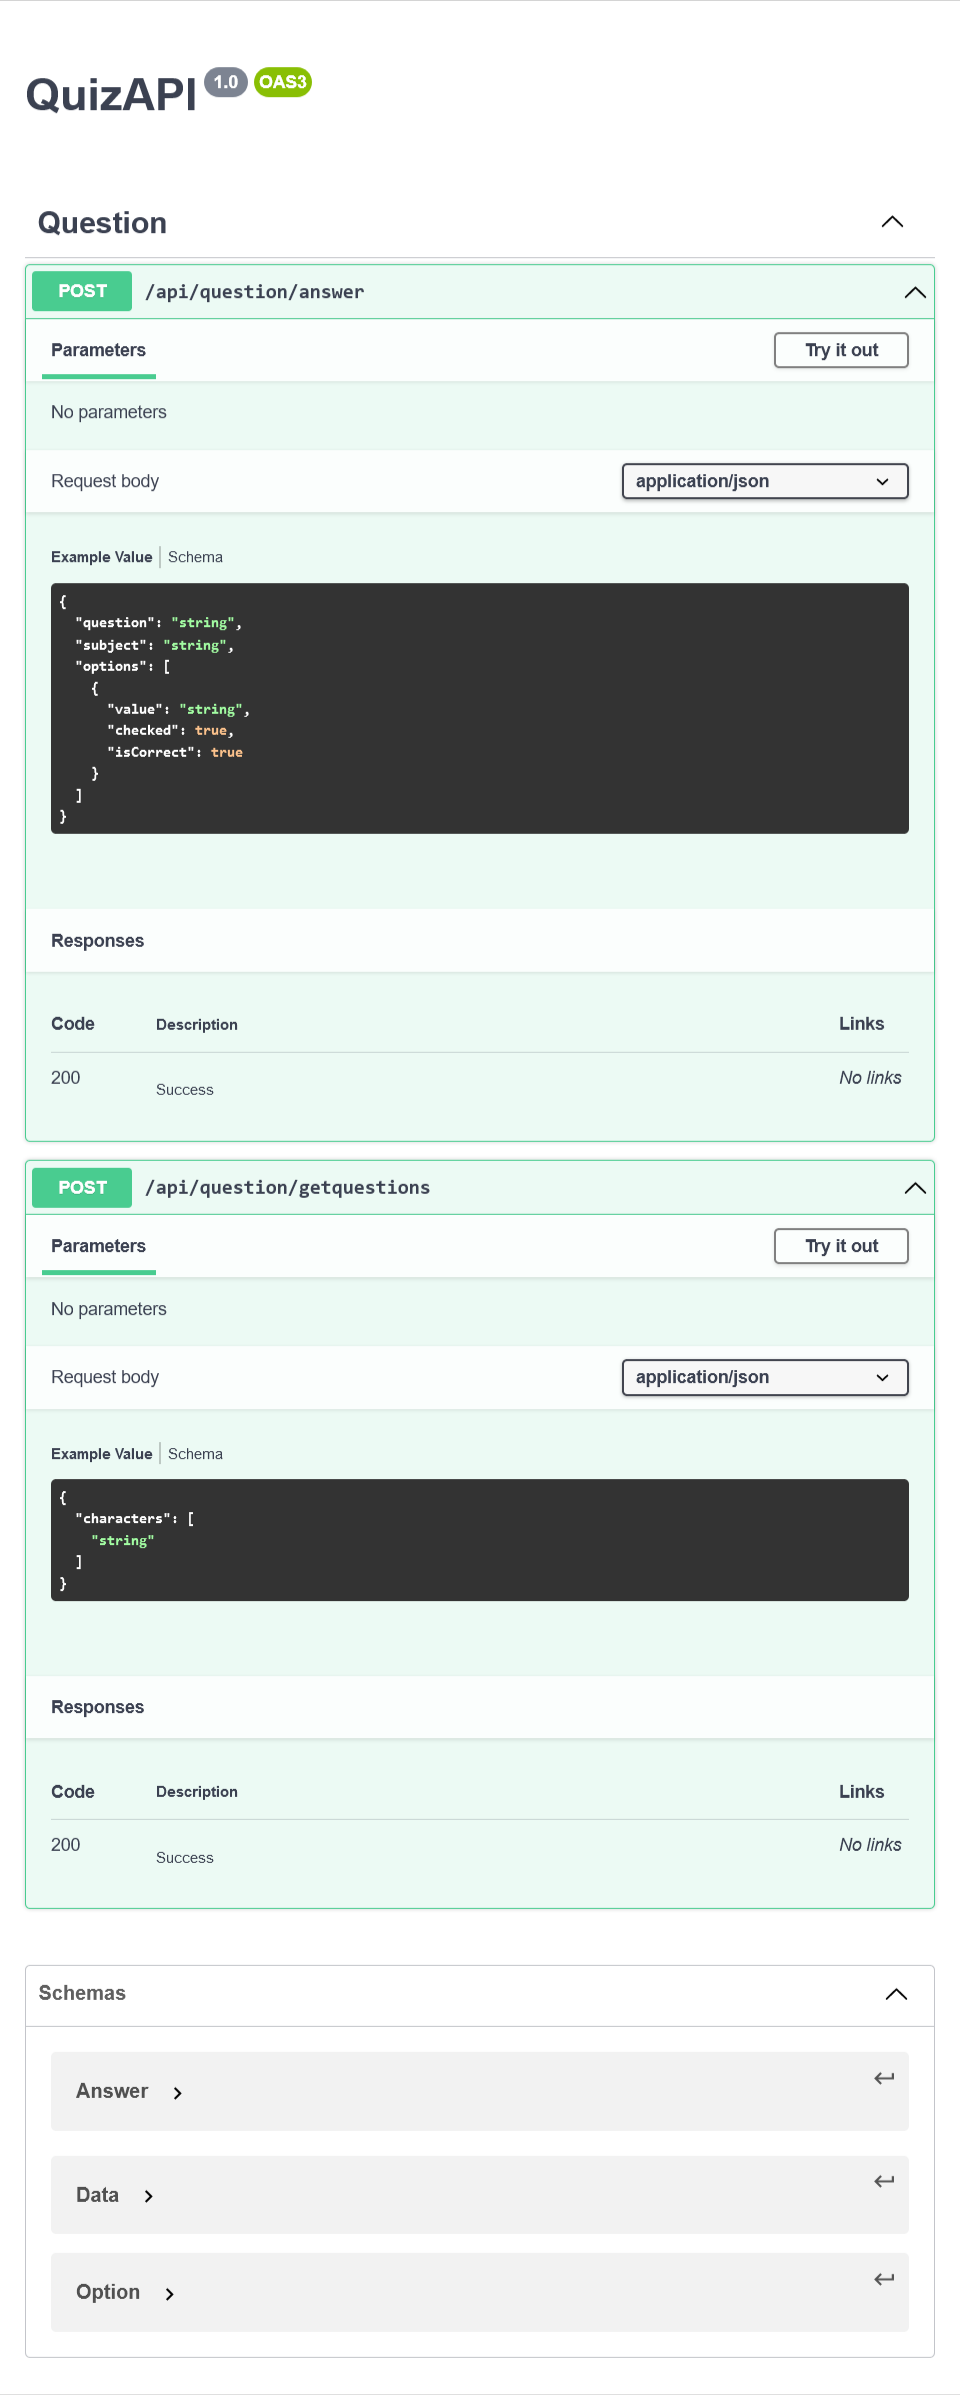 QuizAPI 1.0 OAS3
Question
POST /api/question/answer
Parameters Try it out
No parameters
Request body application/json
Example Value Schema
{
  "question": "string",
  "subject": "string",
  "options": [
    {
      "value": "string",
      "checked": true,
      "isCorrect": true
    }
  ]
}
Responses
Code Description Links
200 Success No links
POST /api/question/getquestions
Parameters Try it out
No parameters
Request body application/json
Example Value Schema
{
  "characters": [
    "string"
  ]
}
Responses
Code Description Links
200 Success No links
Schemas
Answer
Data
Option